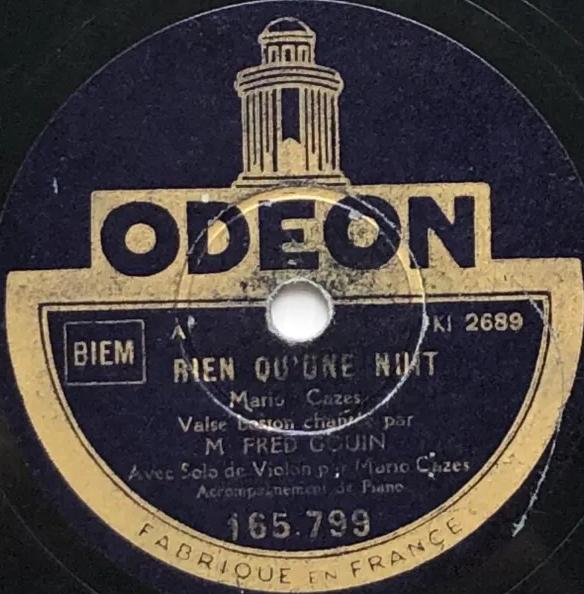 ODEON
BIEM
A
KI 2689
RIEN QU'UNE NUIT
Mario Cazes
Valse boston chantée par
M FRED GOUIN
Avec Solo de Violon par Mario Cazes
Accompagnement de Piano
165.799
FABRIQUÉ EN FRANCE